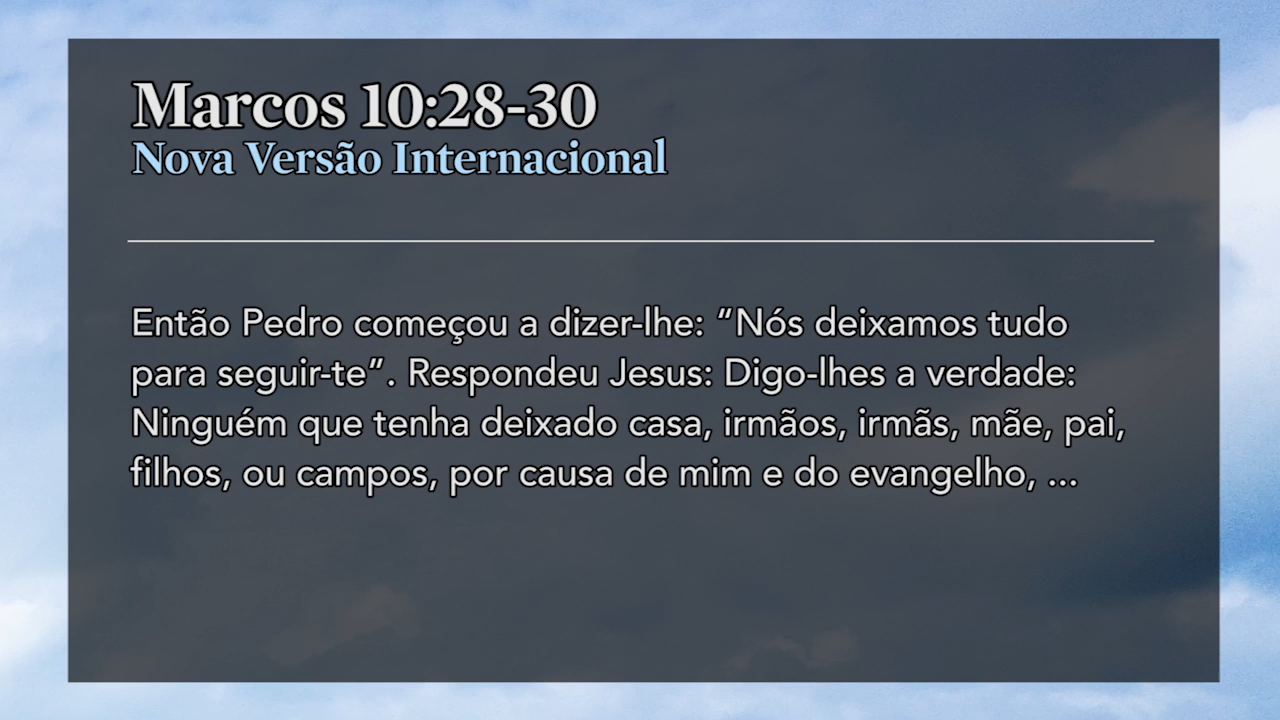 Marcos 10:28-30
Nova Versão Internacional
Então Pedro começou a dizer-lhe: “Nós deixamos tudo
para seguir-te”. Respondeu Jesus: Digo-lhes a verdade:
Ninguém que tenha deixado casa, irmãos, irmãs, mãe, pai,
filhos, ou campos, por causa de mim e do evangelho, ...